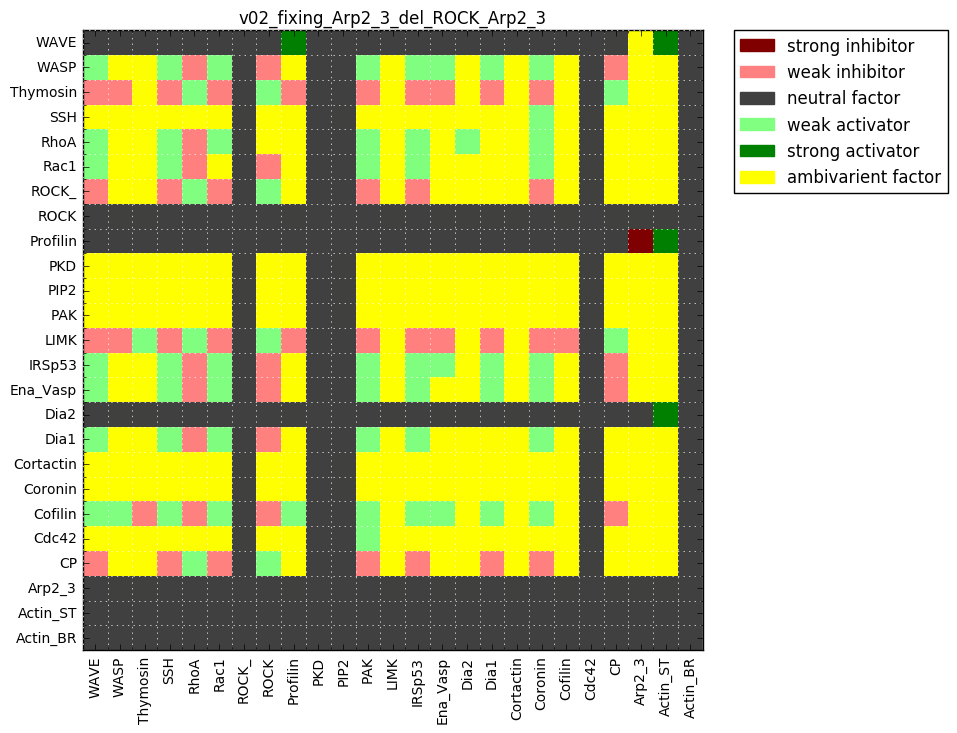 v02_fixing_Arp2_3_del_ROCK_Arp2_3
WAVE
WASP
Thymosin
SSH
RhoA
Rac1
ROCK_
ROCK
Profilin
PKD
PIP2
PAK
LIMK
IRSp53
Ena_Vasp
Dia2
Dia1
Cortactin
Coronin
Cofilin
Cdc42
CP
Arp2_3
Actin_ST
Actin_BR
WAVE
WASP
Thymosin
SSH
RhoA
Rac1
ROCK_
ROCK
Profilin
PKD
PIP2
PAK
LIMK
IRSp53
Ena_Vasp
Dia2
Dia1
Cortactin
Coronin
Cofilin
Cdc42
CP
Arp2_3
Actin_ST
Actin_BR
strong inhibitor
weak inhibitor
neutral factor
weak activator
strong activator
ambivarient factor